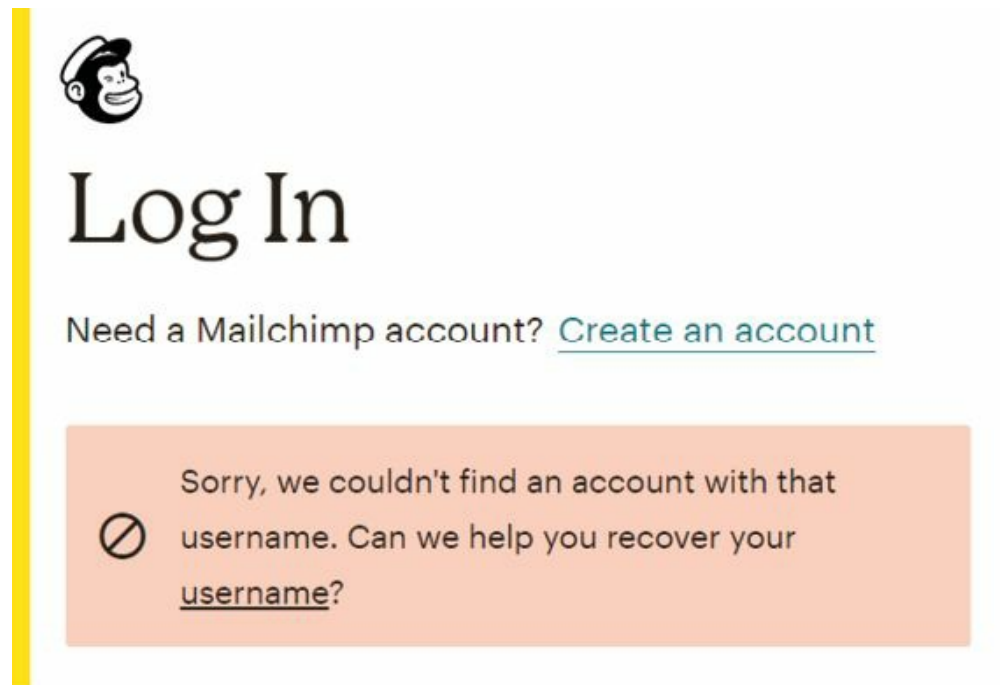 Log In
Need a Mailchimp account? Create an account
Sorry, we couldn't find an account with that
username. Can we help you recover your
username?